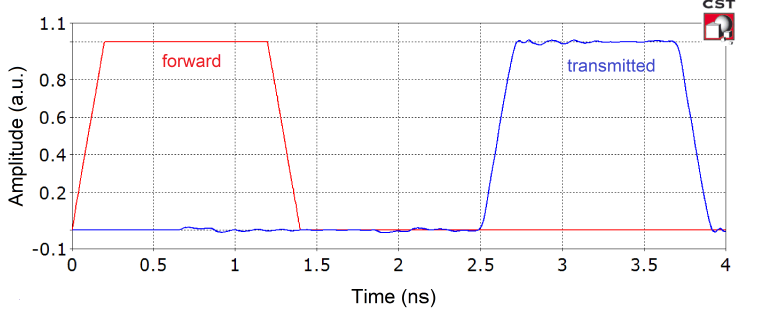 CST
1.1
forward
transmitted
0.8
0.6
0.4
0.2
-0.1
Amplitude (a.u.)
0 0.5 1 1.5 2 2.5 3 3.5 4
Time (ns)